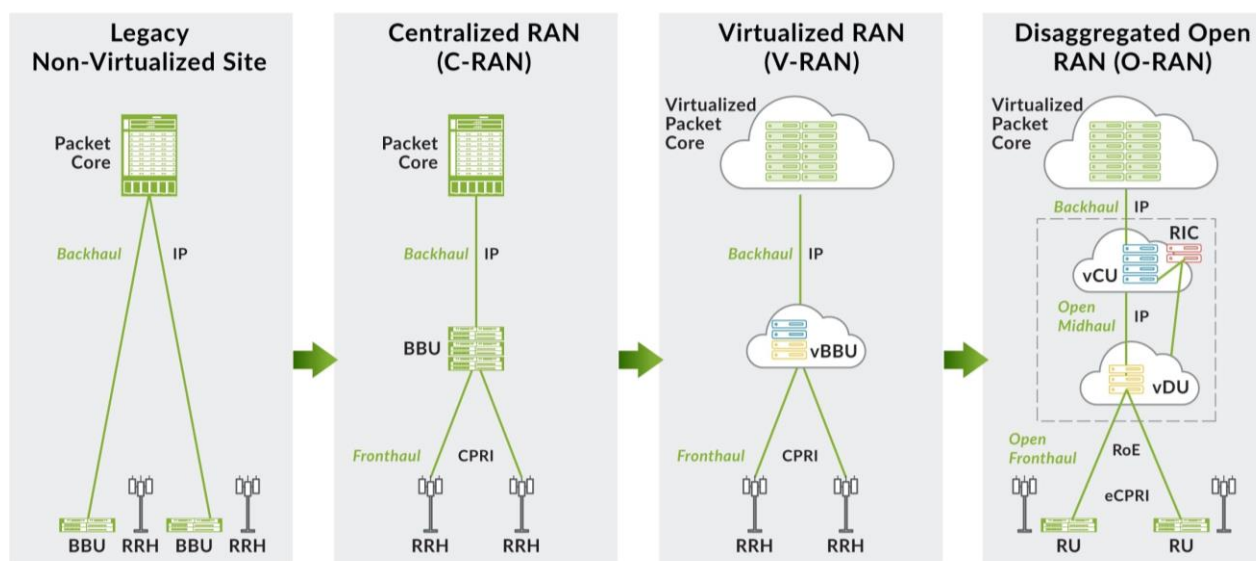 Legacy
Non-Virtualized Site
Packet
Core
Backhaul
IP
BBU
RRH
BBU
RRH
Centralized RAN
(C-RAN)
Packet
Core
Backhaul
IP
BBU
Fronthaul
CPRI
RRH
RRH
Virtualized RAN
(V-RAN)
Virtualized
Packet
Core
Backhaul
IP
vBBU
Fronthaul
CPRI
RRH
RRH
Disaggregated Open
RAN (O-RAN)
Virtualized
Packet
Core
Backhaul
IP
RIC
vCU
Open
Midhaul
IP
vDU
Open
Fronthaul
RoE
eCPRI
RU
RU